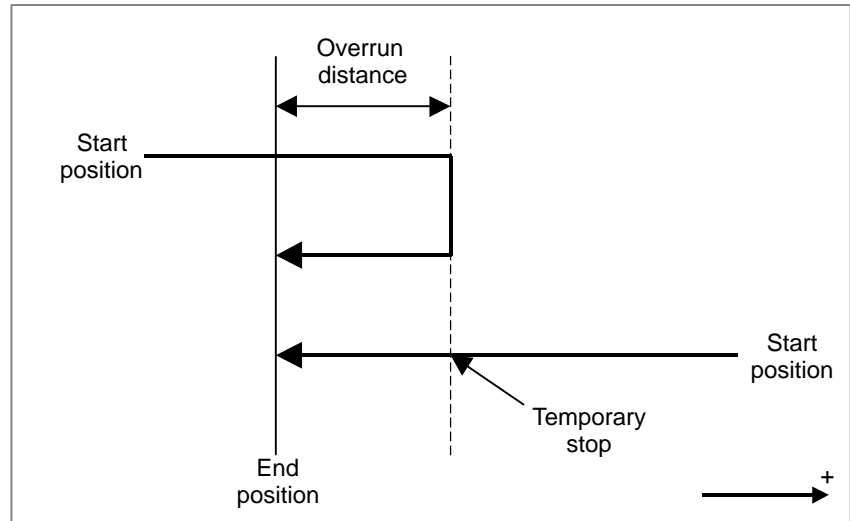 Overrun
distance
Start
position
Start
position
Temporary
stop
End
position
+